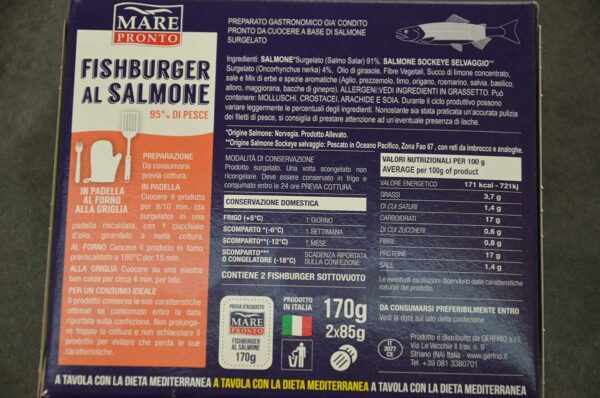 MARE
PRONTO
FISHBURGER
AL SALMONE
95% DI PESCE
IN PADELLA
AL FORNO
ALLA GRIGLIA
PREPARAZIONE
Da consumarsi
previa cottura.
IN PADELLA
Cuocere il prodotto
per 8/10 min. (da
surgelato) in una
padella riscaldata, con 1 cucchiaio
d'olio, girandolo a metà cottura.
AL FORNO Cuocere il prodotto in forno
preriscaldato a 180°C per 15 min.
ALLA GRIGLIA Cuocere su una piastra
ben calda per circa 4 min. per lato.
PER UN CONSUMO IDEALE
Il prodotto conserva le sue caratteristiche
ottimali se consumato entro la data
riportata sulla confezione. Non prolunga-
re troppo la cottura e non schiacciare il
prodotto per evitare che perda le sue
caratteristiche.
PREPARATO GASTRONOMICO GIA' CONDITO
PRONTO DA CUOCERE A BASE DI SALMONE
SURGELATO
Ingredienti: SALMONE*Surgelato (Salmo Salar) 91%, SALMONE SOCKEYE SELVAGGIO**
Surgelato (Oncorhynchus nerka) 4%, Olio di girasole, Fibre Vegetali, Succo di limone concentrato,
sale e Mix di erbe e spezie aromatiche (Aglio, prezzemolo, timo, origano, rosmarino, salvia, basilico,
alloro, maggiorana, bacche di ginepro). ALLERGENI:VEDI INGREDIENTI IN GRASSETTO. Può
contenere: MOLLUSCHI, CROSTACEI, ARACHIDE E SOIA. Durante il ciclo produttivo possono
variare leggermente le percentuali degli ingredienti. Nonostante sia stata praticata un'accurata pulizia
dei filetti di pesce, si consiglia di prestare attenzione ad un'eventuale presenza di lische.
*Origine Salmone: Norvegia. Prodotto Allevato.
**Origine Salmone Sockeye selvaggio: Pescato in Oceano Pacifico, Zona Fao 67 , con reti da imbrocco e analoghe.
MODALITÀ DI CONSERVAZIONE
Prodotto surgelato. Una volta scongelato non
ricongelare. Deve essere conservato in frigo e
consumato entro le 24 ore PREVIA COTTURA.
CONSERVAZIONE DOMESTICA
FRIGO (+5°C) 1 GIORNO
SCOMPARTO *(-6°C) 1 SETTIMANA
SCOMPARTO**(-12°C) 1 MESE
SCOMPARTO***
O CONGELATORE (-18°C) SCADENZA RIPORTATA
SULLA CONFEZIONE
CONTIENE 2 FISHBURGER SOTTOVUOTO
VALORI NUTRIZIONALI PER 100 g
AVERAGE per 100g of product
VALORE ENERGETICO 171 kcal - 721kj
GRASSI 3,7 g
DI CUI SATURI 1,4 g
CARBOIDRATI 17 g
DI CUI ZUCCHERI 0,6 g
FIBRE 0,8 g
PROTEINE 17 g
SALE 1,4 g
Le eventuali oscillazioni dipendono dalle caratteristiche
naturali del prodotto.
MARE
PRONTO
FISHBURGER
AL SALMONE
170g
PRODOTTO
IN ITALIA
170g
2x85g
DA CONSUMARSI PREFERIBILMENTE ENTRO
Vedi la data sul lato della confezione
IT
3077
CE
Prodotto e distribuito da GERFRIO s.r.l.
Via Le Vecchie II trav. n. 9
Striano (NA) Italia - www.gerfrio.it
Tel. +39 081 3380701
A TAVOLA CON LA DIETA MEDITERRANEA A TAVOLA CON LA DIETA MEDITERRANEA A TAVOLA CON LA DIETA MEDITERRANEA